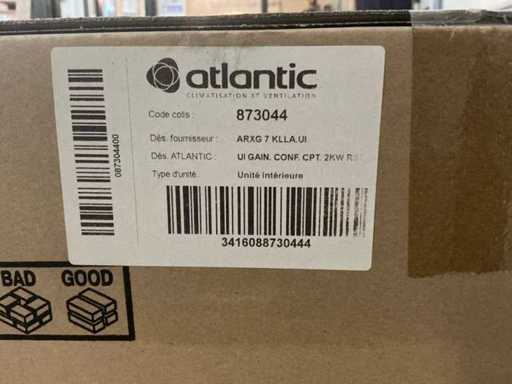 atlantic
CLIMATISATION ET VENTILATION
Code colis : 873044
Dés. fournisseur : ARXG 7 KLLA.UI
Dés. ATLANTIC : UI GAIN. CONF. CPT. 2KW
Type d'unité Unité Intérieure
3416088730444
087304400
BAD GOOD